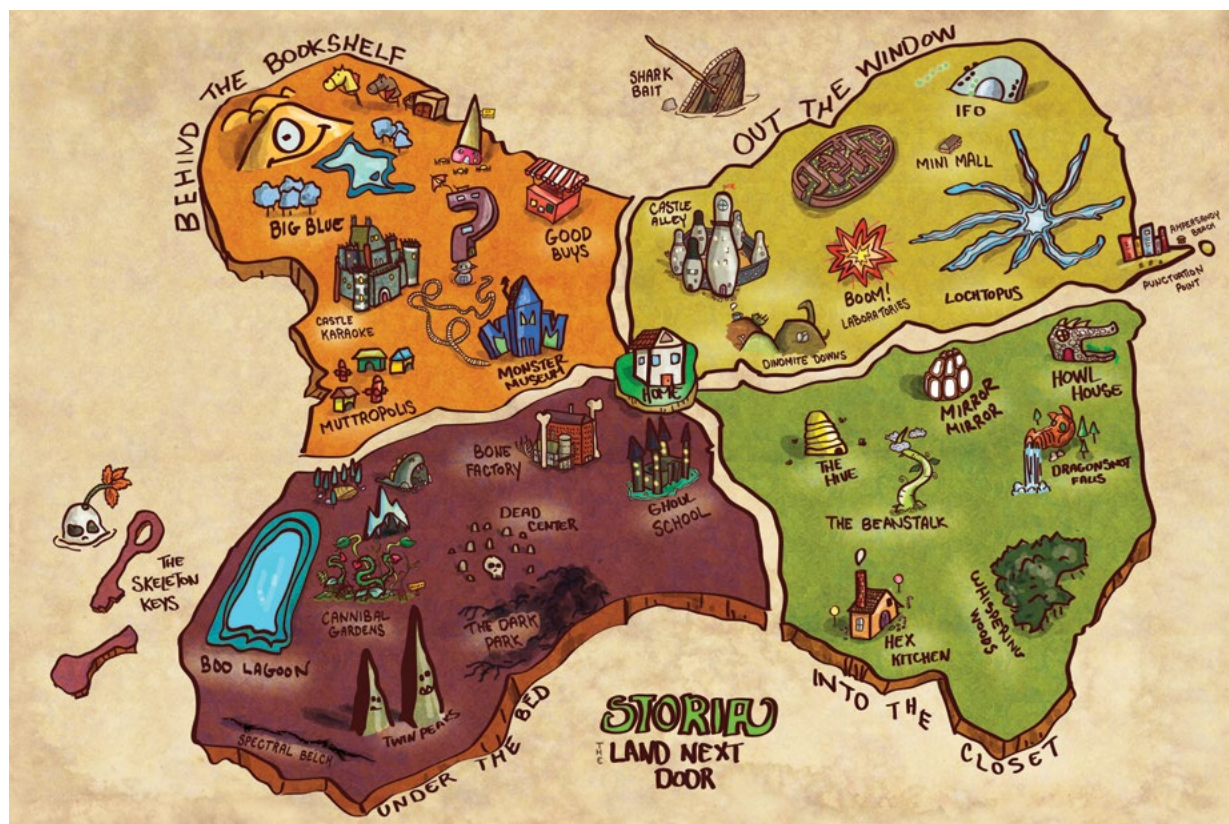 BEHIND THE BOOKSHELF
BIG BLUE
GOOD
BUYS
CASTLE
KARAOKE
MONSTER
MUSEUM
MUTTROPOLIS
SHARK
BAIT
OUT THE WINDOW
IFO
MINI MALL
CASTLE
ALLEY
BOOM!
LABORATORIES
LOCHTOPUS
AMPERSANDY
BEACH
PUNCTUATION
POINT
DINOMITE DOWNS
HOME
MIRROR
MIRROR
HOWL
HOUSE
THE
HIVE
DRAGONSNOT
FALLS
THE BEANSTALK
WHISPERING
WOODS
HEX
KITCHEN
INTO THE CLOSET
BONE
FACTORY
GHOUL
SCHOOL
DEAD
CENTER
CANNIBAL
GARDENS
THE DARK
PARK
BOO LAGOON
TWIN PEAKS
SPECTRAL BELCH
UNDER THE BED
THE
SKELETON
KEYS
STORIA
THE
LAND NEXT
DOOR